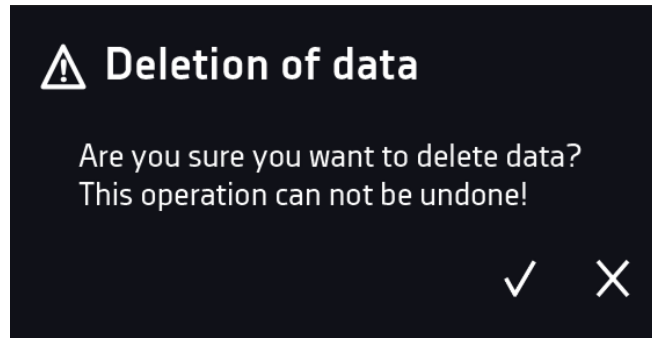 Deletion of data
Are you sure you want to delete data?
This operation can not be undone!